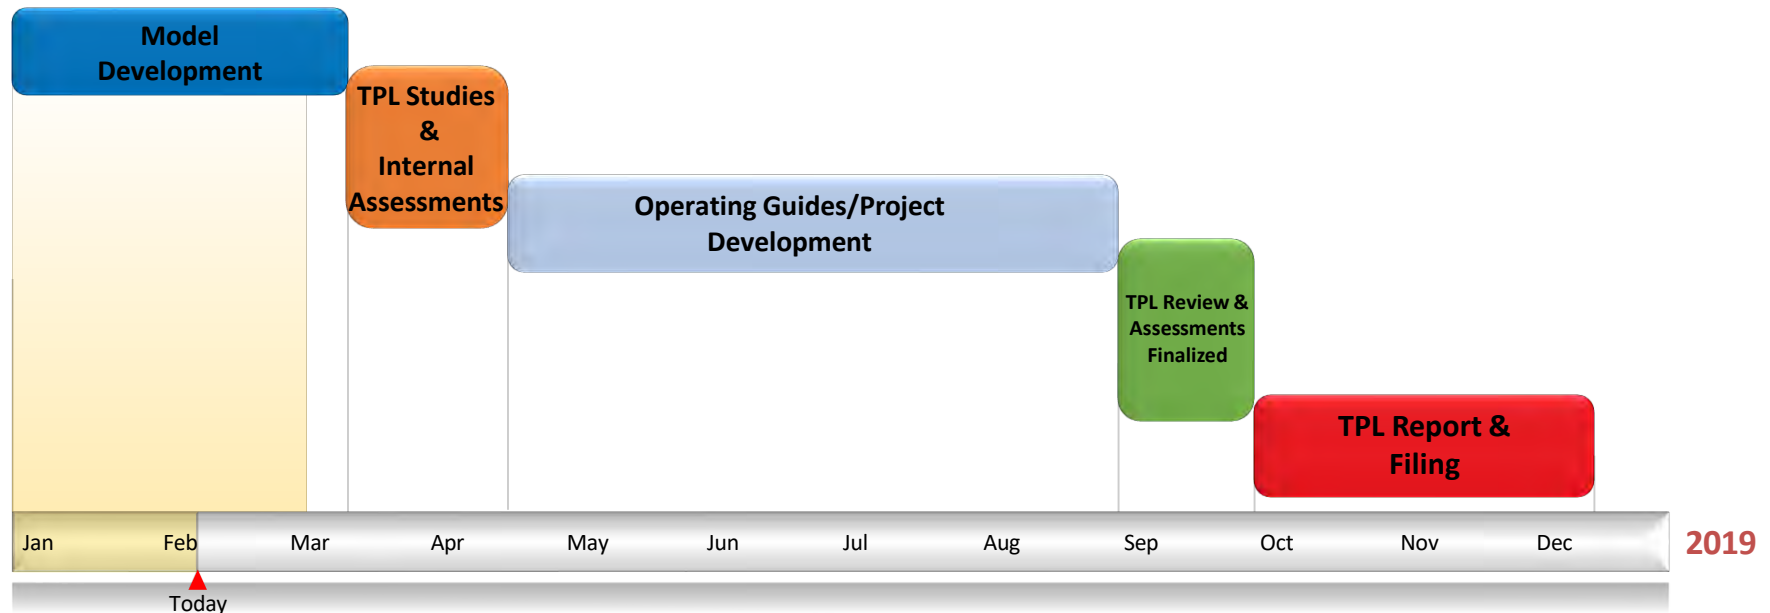 Model
Development
TPL Studies
&
Internal
Assessments
Operating Guides/Project
Development
TPL Review &
Assessments
Finalized
TPL Report &
Filing
Jan Feb Mar Apr May Jun Jul Aug Sep Oct Nov Dec 2019
Today